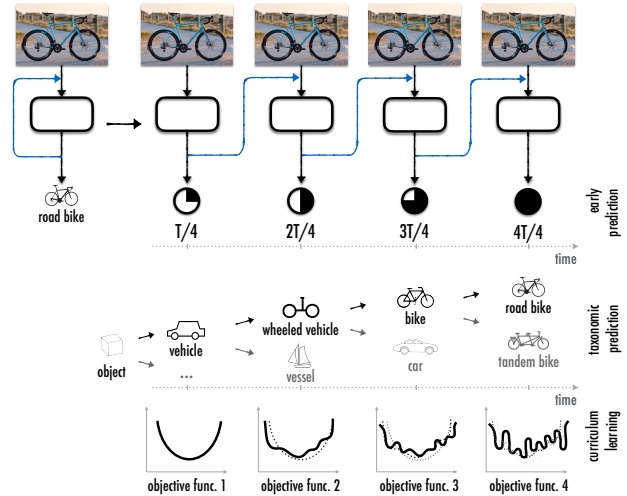 road bike
T/4
2T/4
3T/4
4T/4
early
prediction
time
object
vehicle
...
wheeled vehicle
vessel
bike
car
road bike
tandem bike
taxonomic
prediction
time
objective func. 1
objective func. 2
objective func. 3
objective func. 4
curriculum
learning